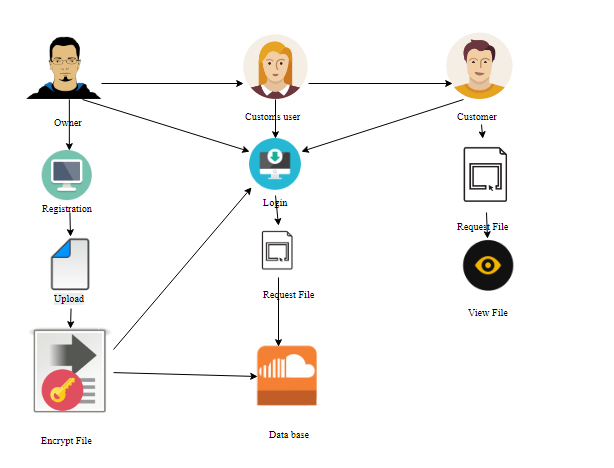 Owner
Customs user
Customer
Registration
Login
Request File
Upload
Request File
View File
Encrypt File
Data base